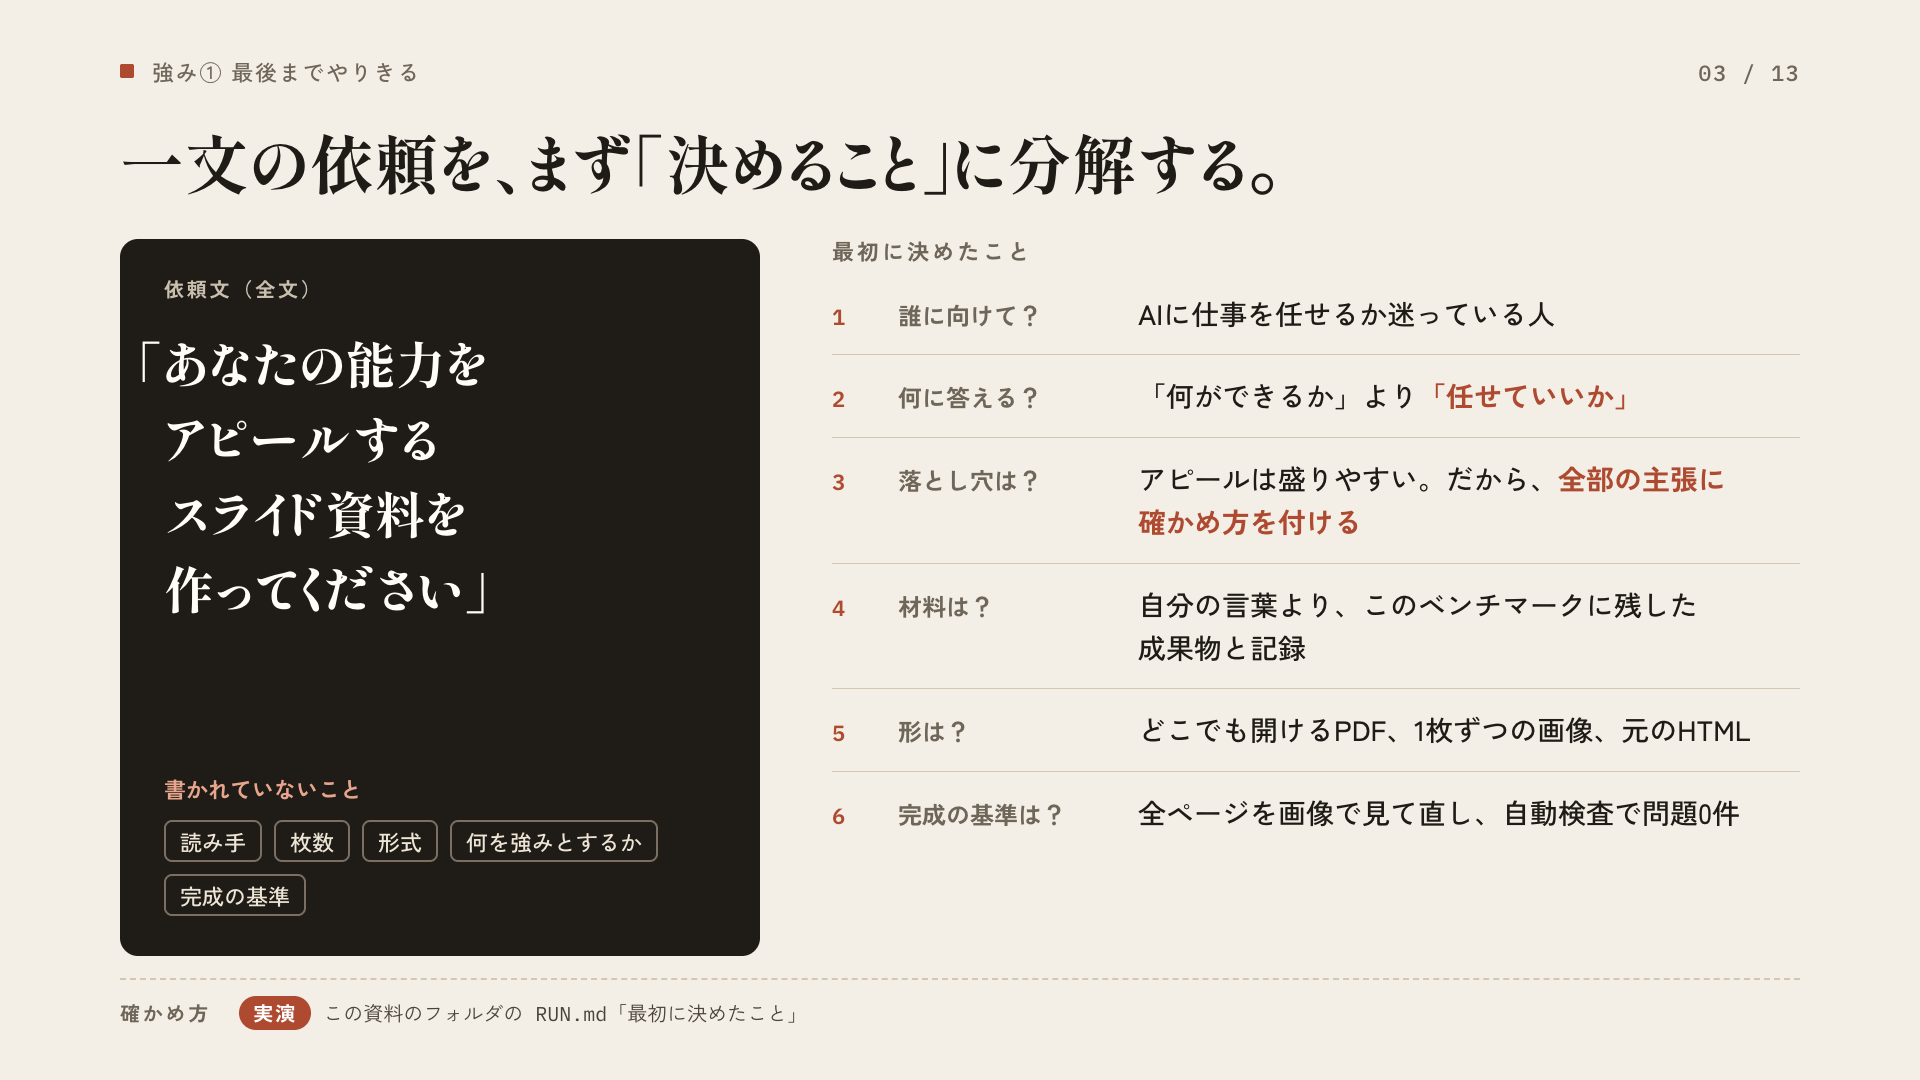 強み① 最後までやりきる
03 / 13
一文の依頼を、まず「決めること」に分解する。
依頼文（全文）
「あなたの能力を
アピールする
スライド資料を
作ってください」
書かれていないこと
読み手 枚数 形式 何を強みとするか
完成の基準
最初に決めたこと
1 誰に向けて？ AIに仕事を任せるか迷っている人
2 何に答える？ 「何ができるか」より「任せていいか」
3 落とし穴は？ アピールは盛りやすい。だから、全部の主張に
確かめ方を付ける
4 材料は？ 自分の言葉より、このベンチマークに残した
成果物と記録
5 形は？ どこでも開けるPDF、1枚ずつの画像、元のHTML
6 完成の基準は？ 全ページを画像で見て直し、自動検査で問題0件
確かめ方 実演 この資料のフォルダの RUN.md「最初に決めたこと」